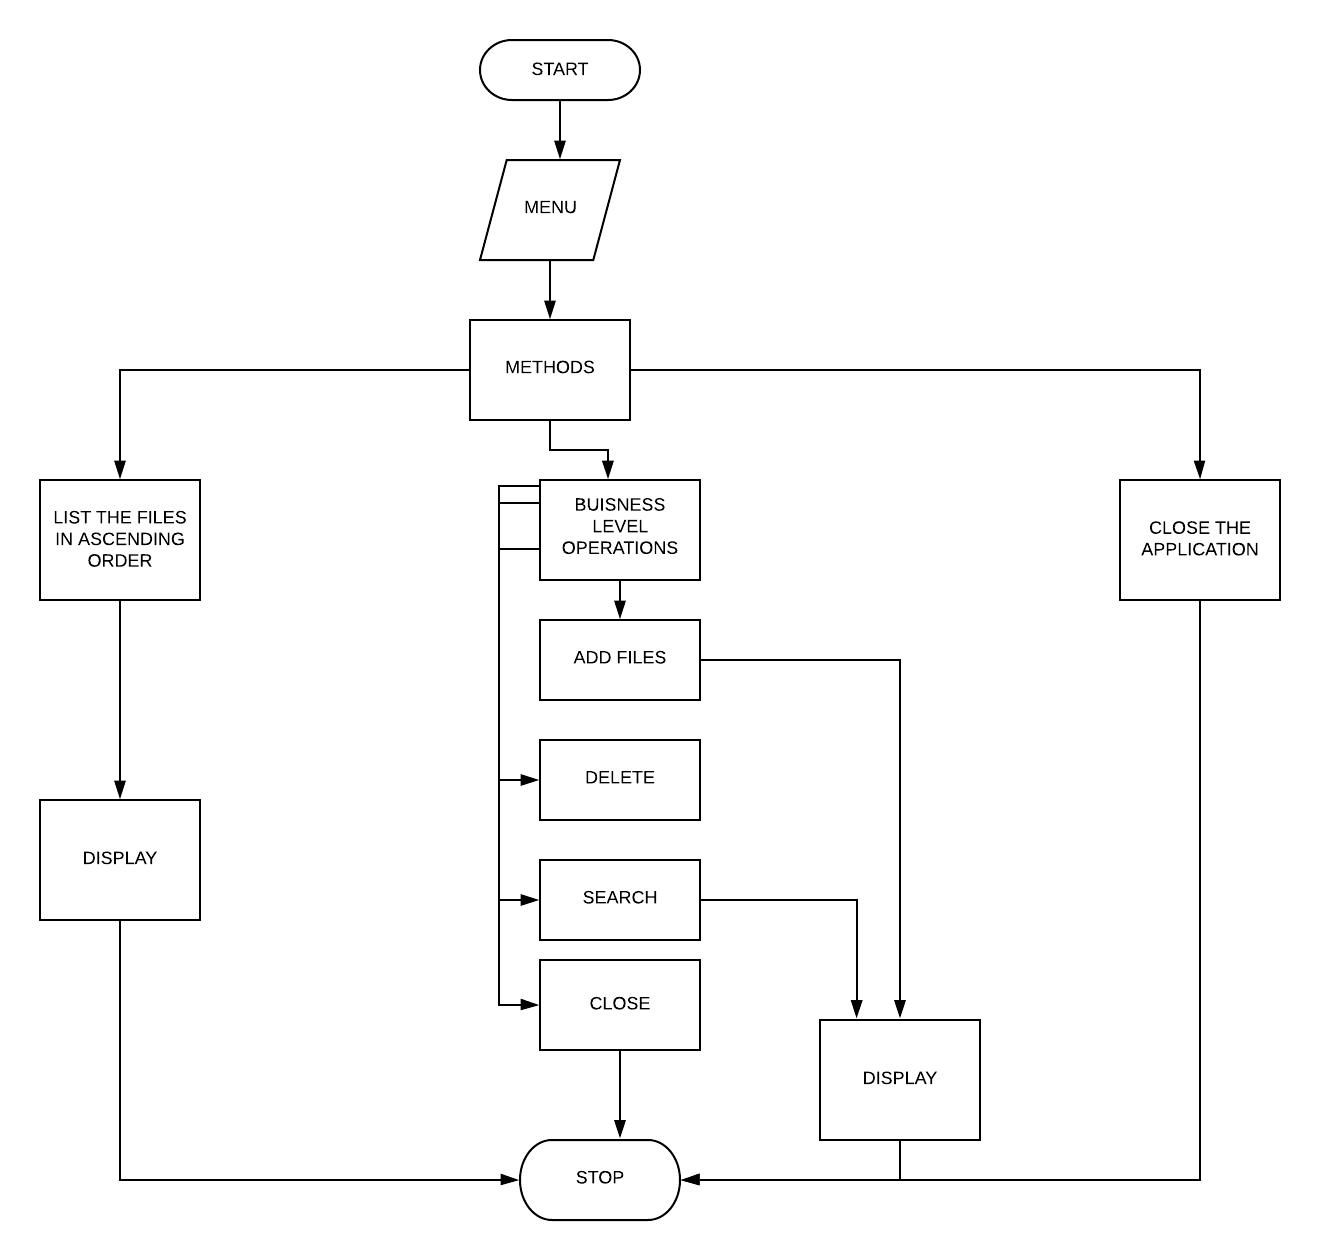 START
MENU
METHODS
LIST THE FILES
IN ASCENDING
ORDER
BUISNESS
LEVEL
OPERATIONS
CLOSE THE
APPLICATION
ADD FILES
DELETE
DISPLAY
SEARCH
CLOSE
DISPLAY
STOP